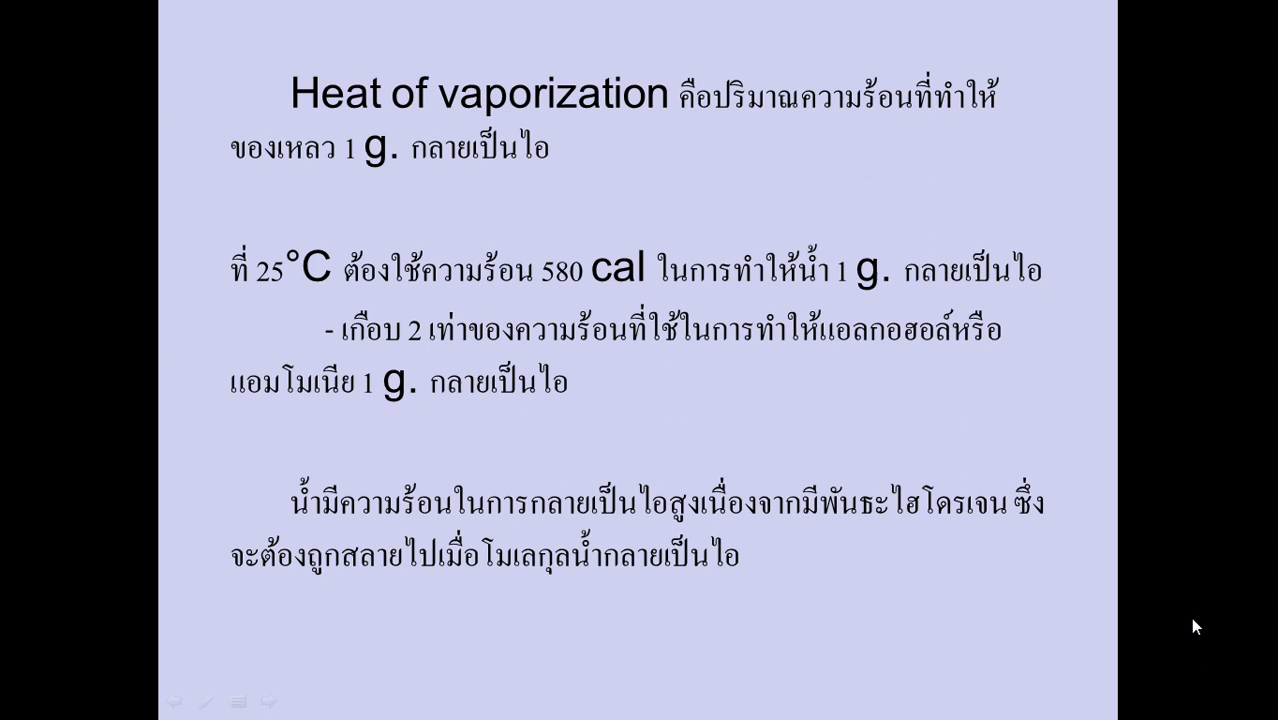 Heat of vaporization คือปริมาณความร้อนที่ทำให้
ของเหลว 1 g. กลายเป็นไอ
ที่ 25°C ต้องใช้ความร้อน 580 cal ในการทำให้น้ำ 1 g. กลายเป็นไอ
- เกือบ 2 เท่าของความร้อนที่ใช้ในการทำให้แอลกอฮอล์หรือ
แอมโมเนีย 1 g. กลายเป็นไอ
น้ำมีความร้อนในการกลายเป็นไอสูงเนื่องจากมีพันธะไฮโดรเจน ซึ่ง
จะต้องถูกสลายไปเมื่อโมเลกุลน้ำกลายเป็นไอ